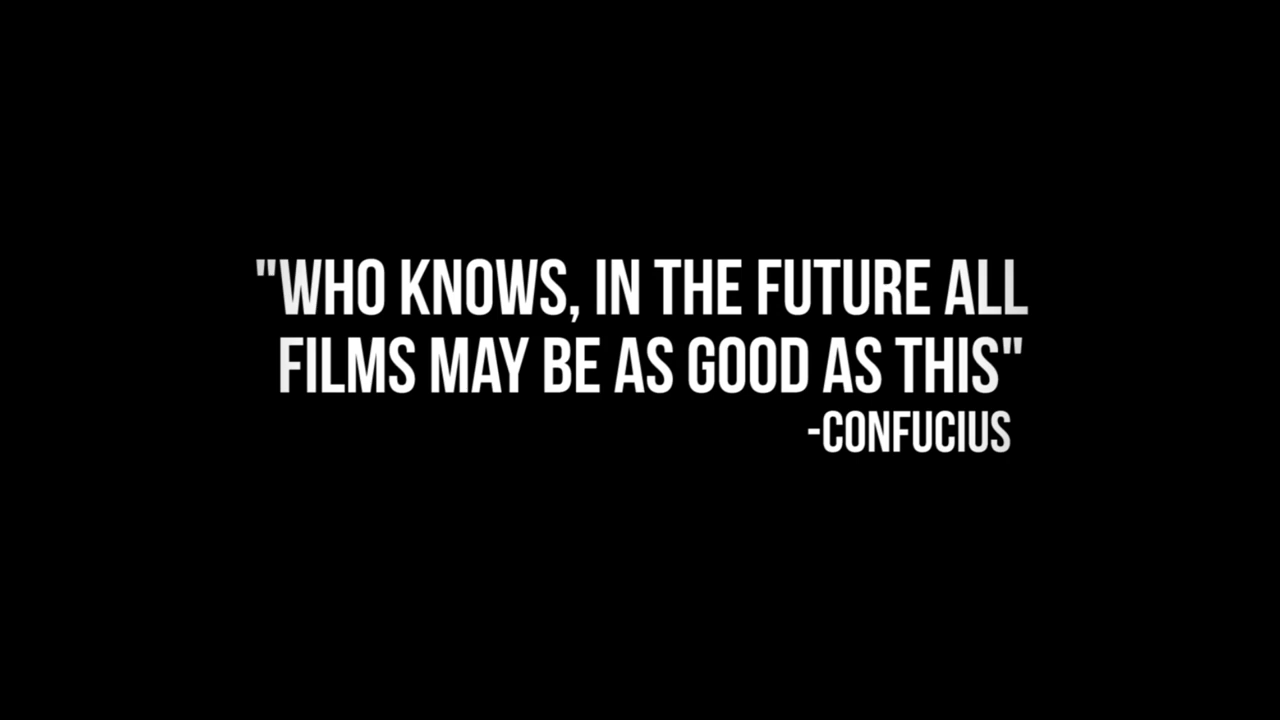 "WHO KNOWS, IN THE FUTURE ALL
FILMS MAY BE AS GOOD AS THIS"
-CONFUCIUS